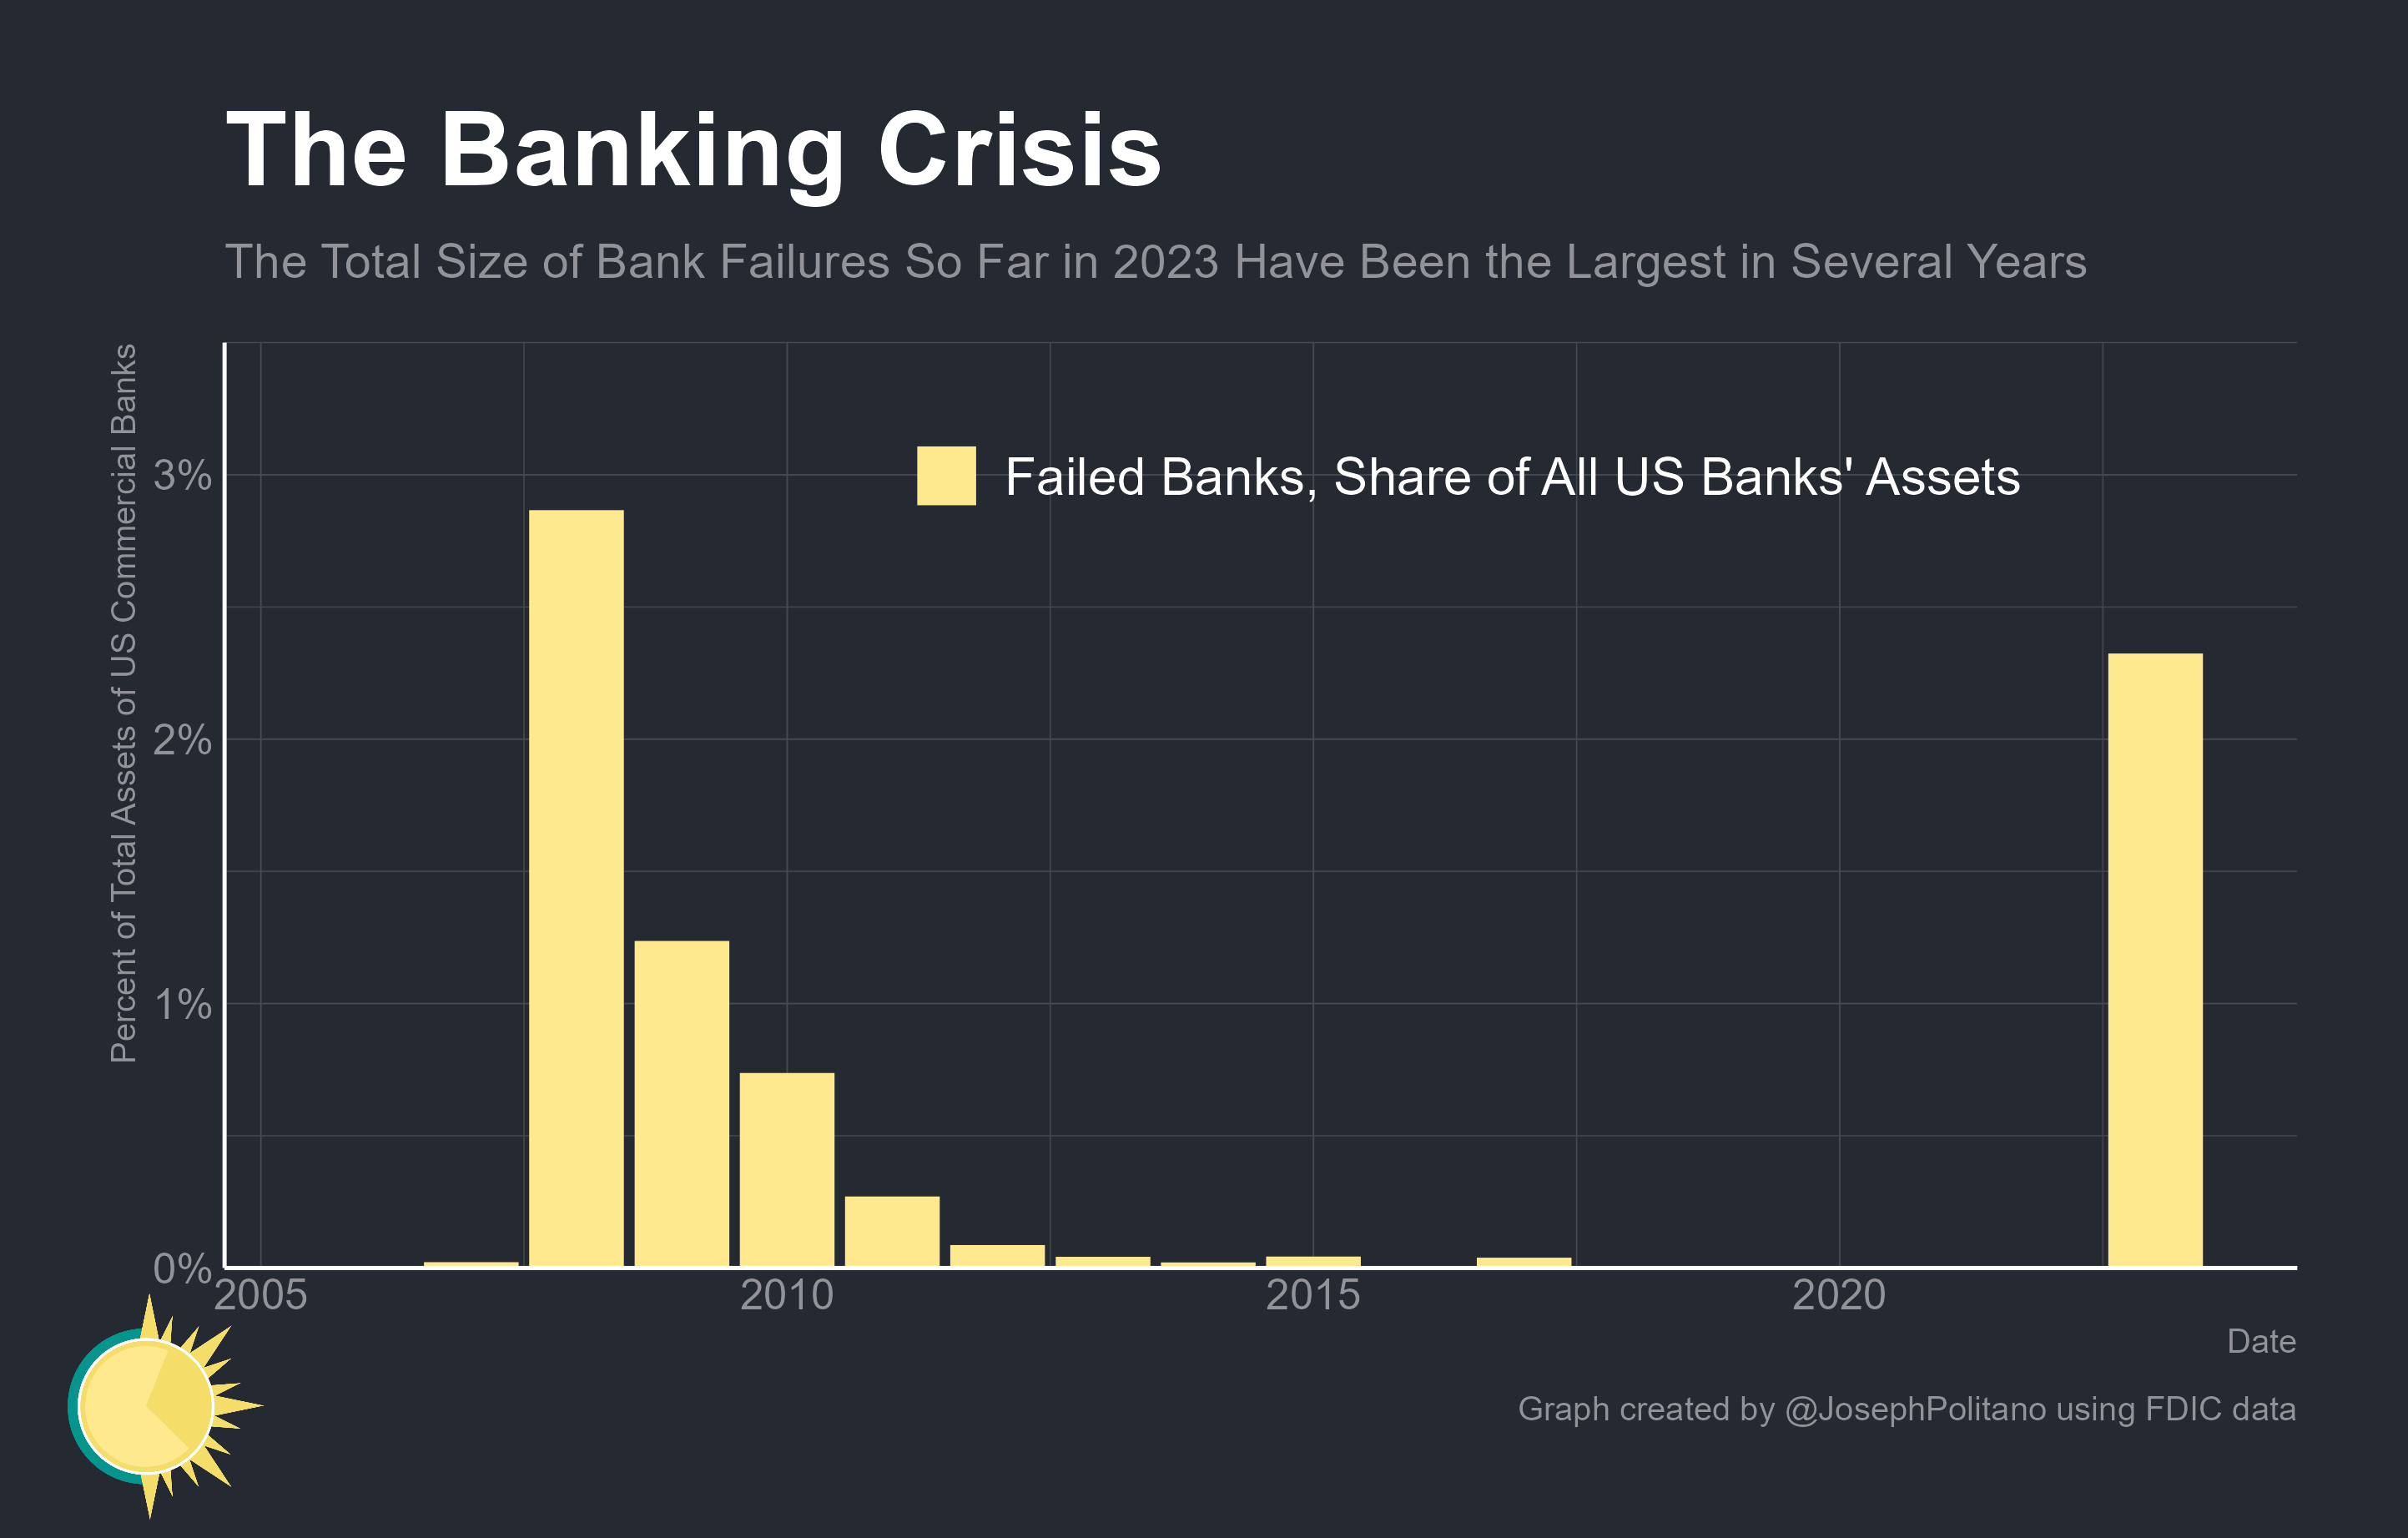 The Banking Crisis
The Total Size of Bank Failures So Far in 2023 Have Been the Largest in Several Years
Percent of Total Assets of US Commercial Banks
Failed Banks, Share of All US Banks' Assets
3%
2%
1%
0%
2005
2010
2015
2020
Date
Graph created by @JosephPolitano using FDIC data